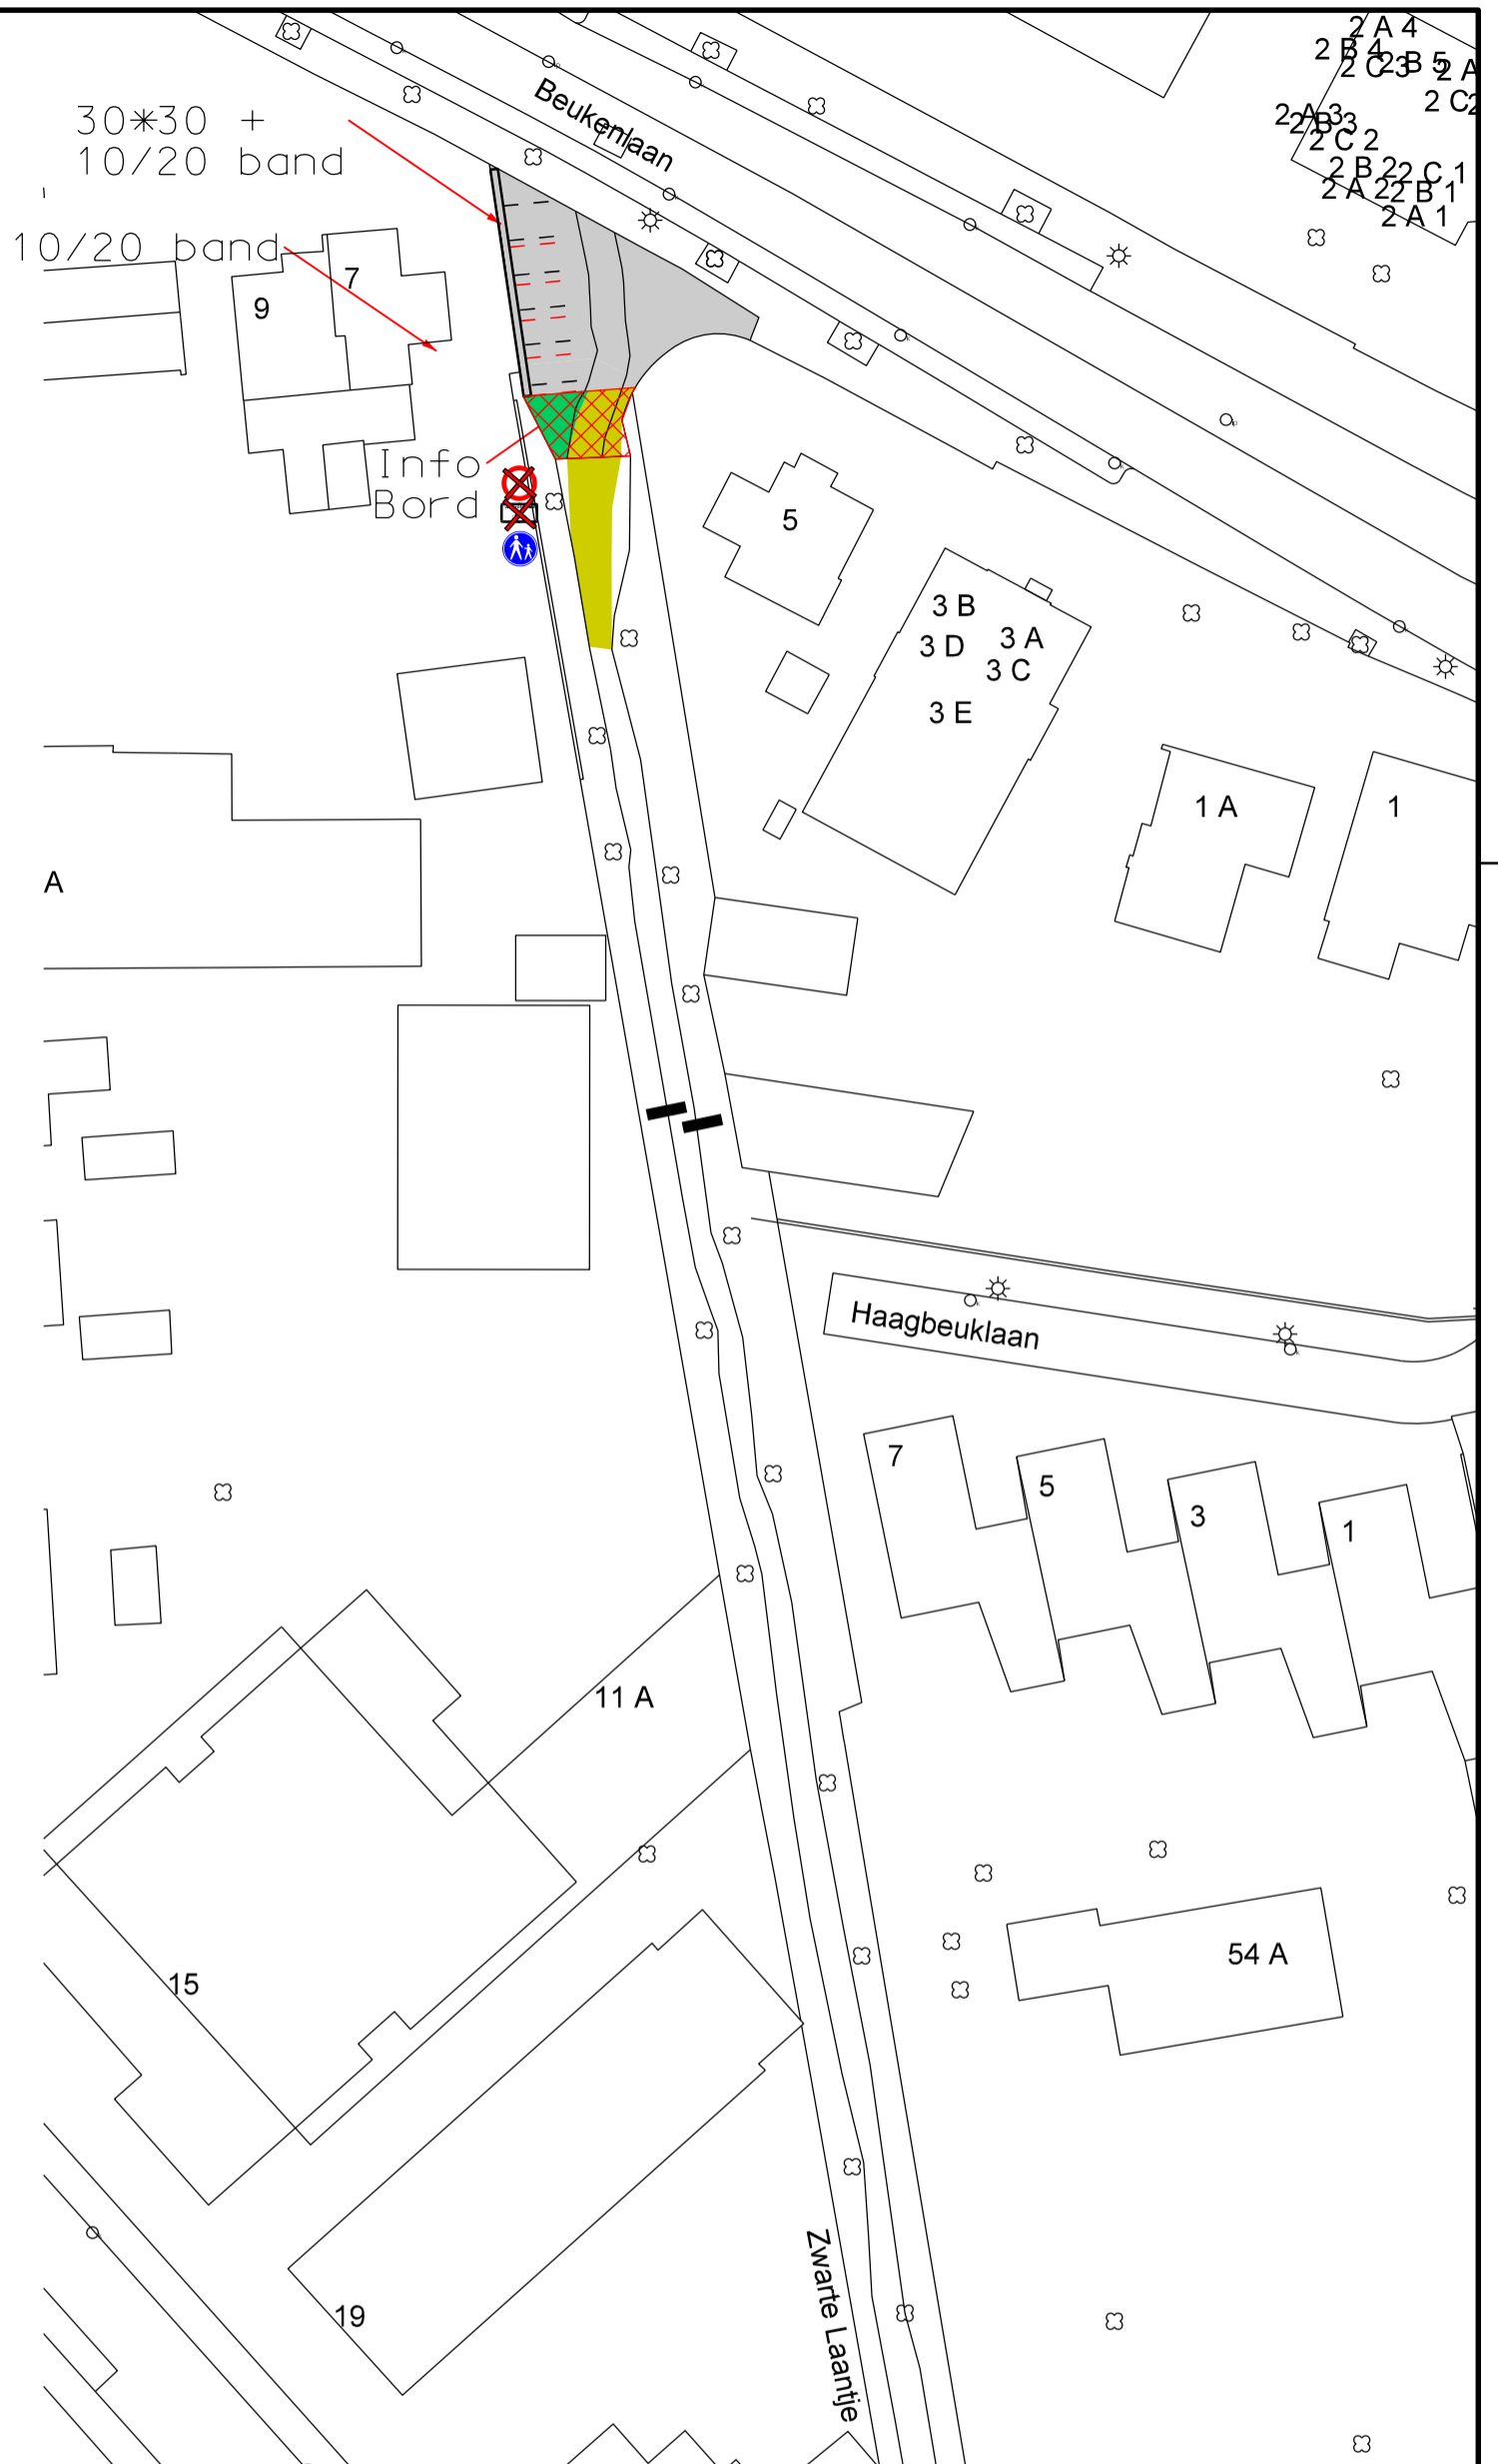 2 A 4
2 B 4
2 C 3
2 B 5
2 A
2 C
2
2 A 3
2 B 3
2 C 2
2 B 2
2 C 1
2 A 2
2 B 1
2 A 1
Beukenlaan
30*30 +
10/20 band
10/20 band
7
9
Info
Bord
5
3 B
3 A
3 D
3 C
3 E
1 A
1
A
Haagbeuklaan
7
5
3
1
11 A
54 A
15
19
Zwarte Laantje